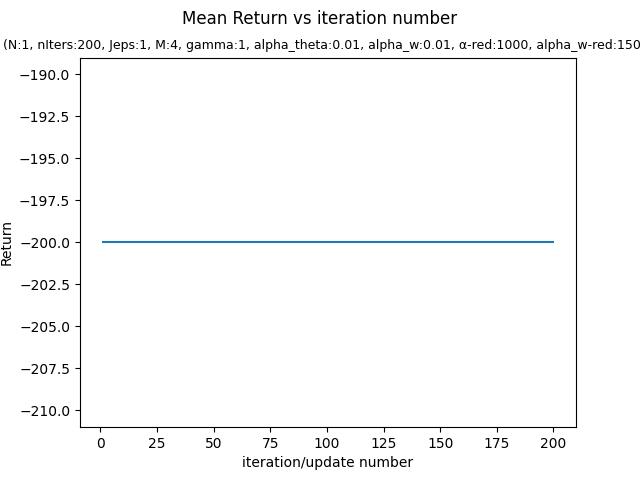 Mean Return vs iteration number
(N:1, nIters:200, Jeps:1, M:4, gamma:1, alpha_theta:0.01, alpha_w:0.01, α-red:1000, alpha_w-red:150
−190.0
−192.5
−195.0
−197.5
−200.0
−202.5
−205.0
−207.5
−210.0
Return
0 25 50 75 100 125 150 175 200
iteration/update number